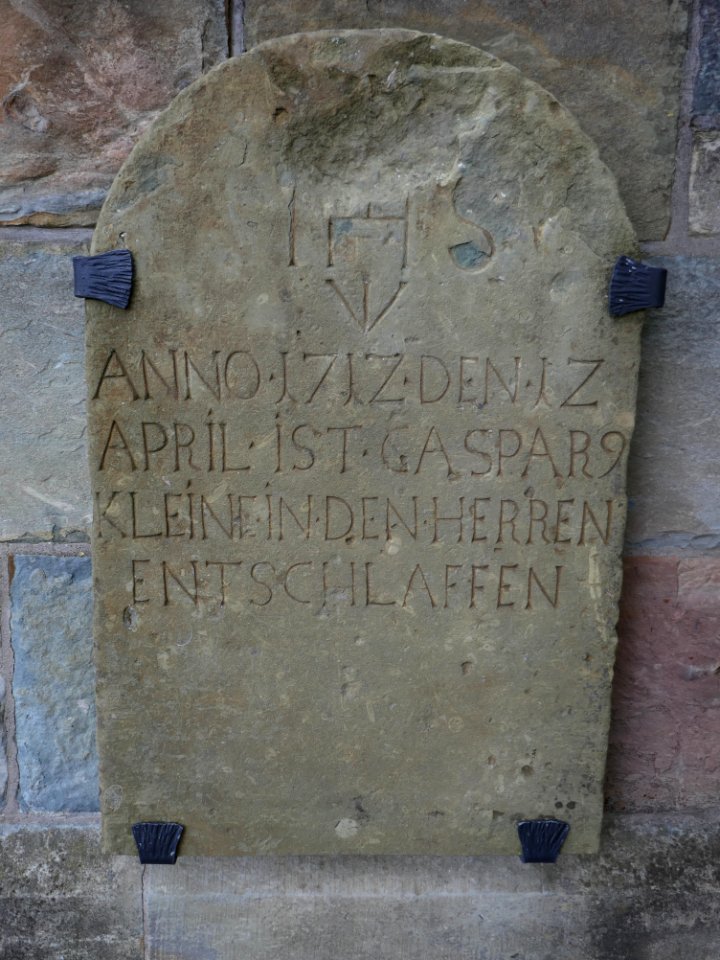 IHS
ANNO·1712·DEN·12
APRIL·IST·GASPAR9
KLEINE·IN·DEN·HERREN
ENTSCHLAFFEN